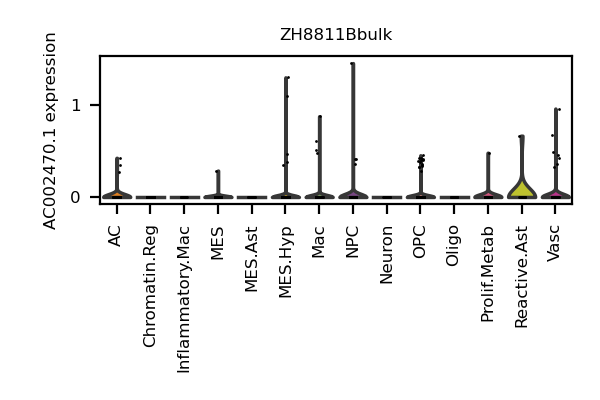 ZH8811Bbulk
AC002470.1 expression
1
0
AC
Chromatin.Reg
Inflammatory.Mac
MES
MES.Ast
MES.Hyp
Mac
NPC
Neuron
OPC
Oligo
Prolif.Metab
Reactive.Ast
Vasc